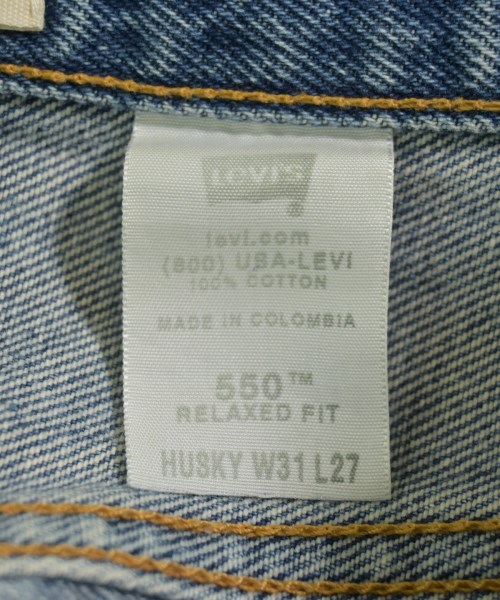 LEVI'S
®
levi.com
(800) USA-LEVI
100% COTTON
MADE IN COLOMBIA
550™
RELAXED FIT
HUSKY W31 L27